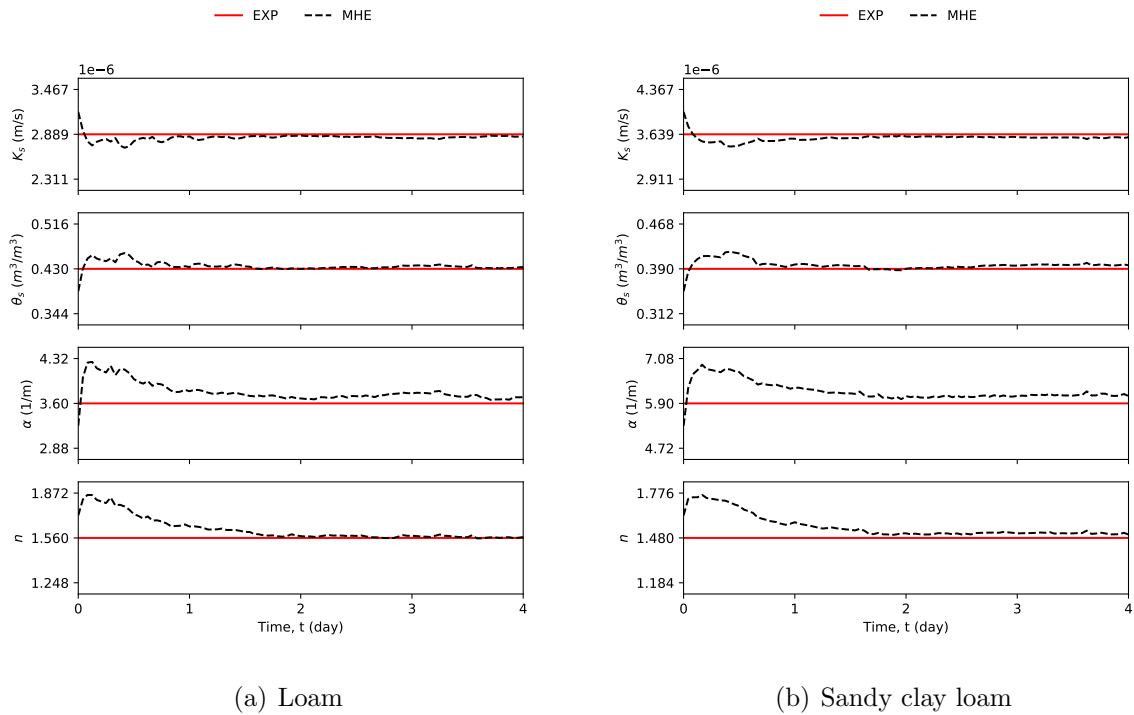 EXP MHE
1e−6
3.467
2.889
2.311
K_s (m/s)
0.516
0.430
0.344
θ_s (m³/m³)
4.32
3.60
2.88
α (1/m)
1.872
1.560
1.248
n
0 1 2 3 4
Time, t (day)
(a) Loam
EXP MHE
1e−6
4.367
3.639
2.911
K_s (m/s)
0.468
0.390
0.312
θ_s (m³/m³)
7.08
5.90
4.72
α (1/m)
1.776
1.480
1.184
n
0 1 2 3 4
Time, t (day)
(b) Sandy clay loam